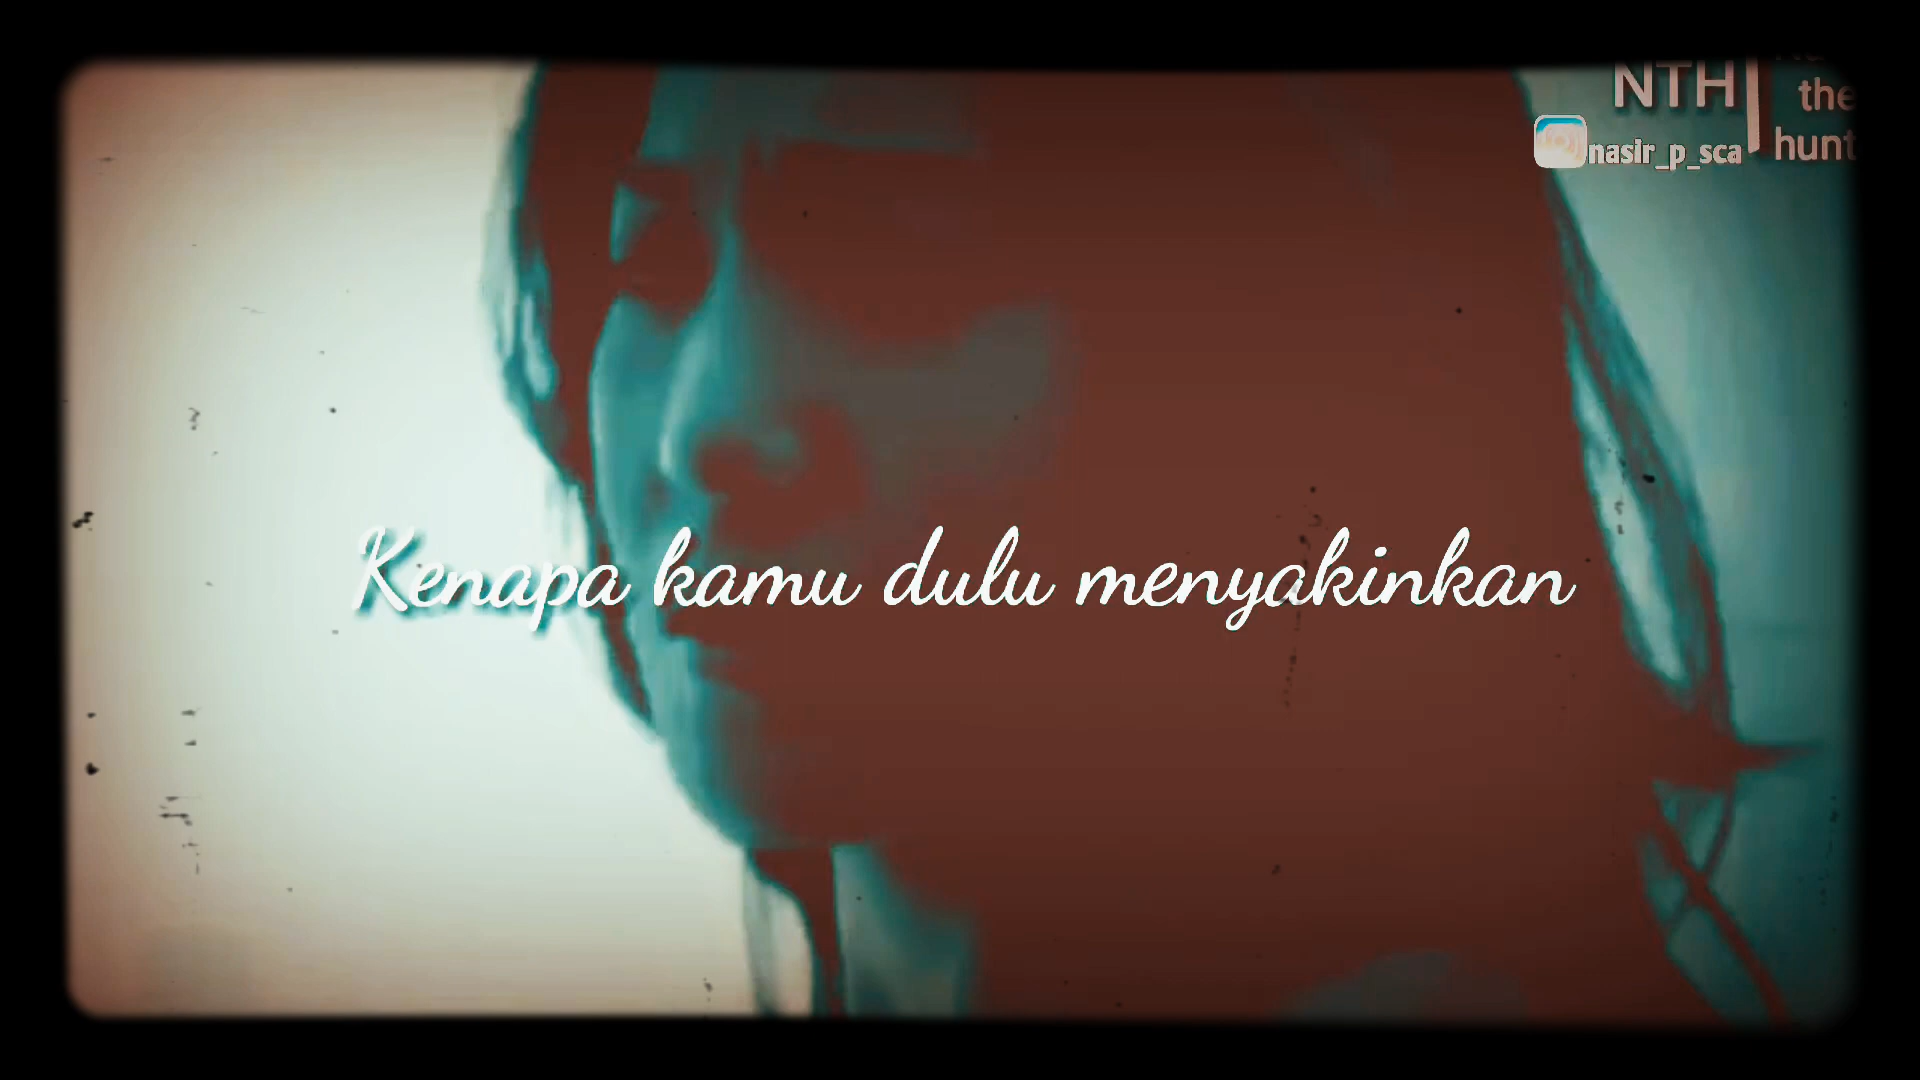 NTH
the
nasir_p_sca
hunt
Kenapa kamu dulu menyakinkan